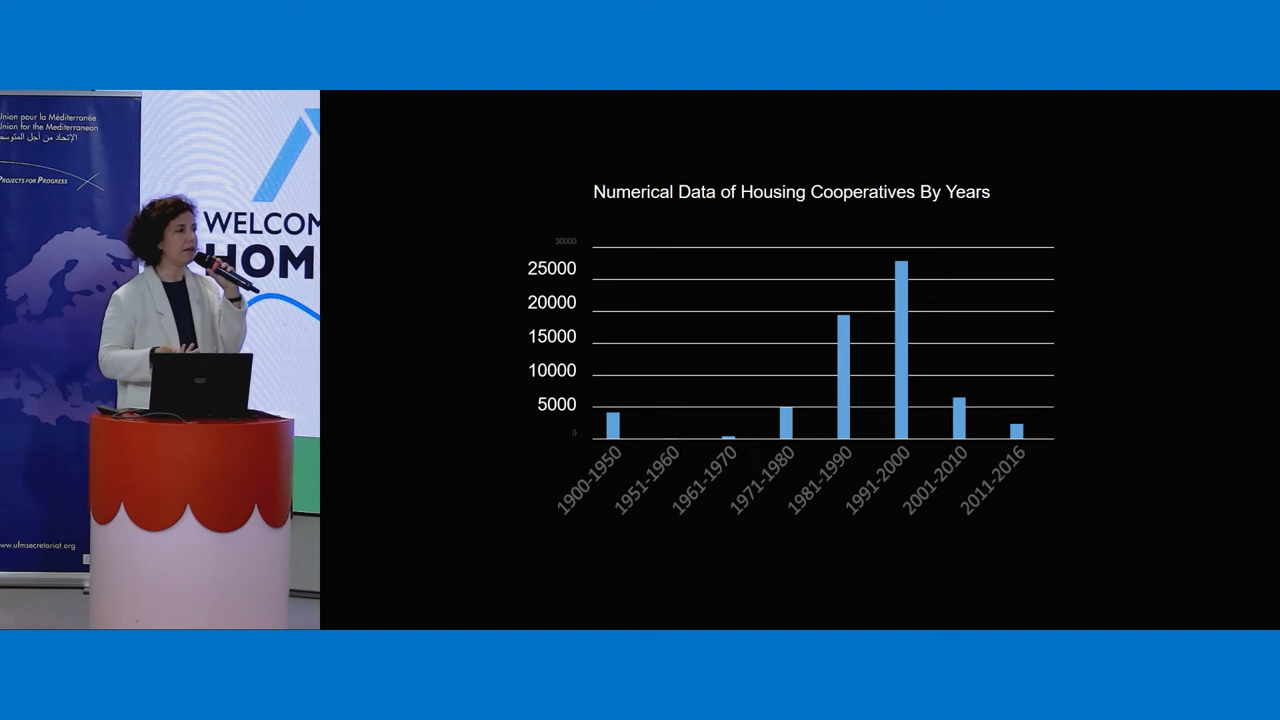 Union pour la Méditerranée
Union for the Mediterranean
الإتحاد من أجل المتوسط
PROJECTS FOR PROGRESS
WELCOM
HOM
www.ufmsecretariat.org
Numerical Data of Housing Cooperatives By Years
30000
25000
20000
15000
10000
5000
0
1900-1950
1951-1960
1961-1970
1971-1980
1981-1990
1991-2000
2001-2010
2011-2016